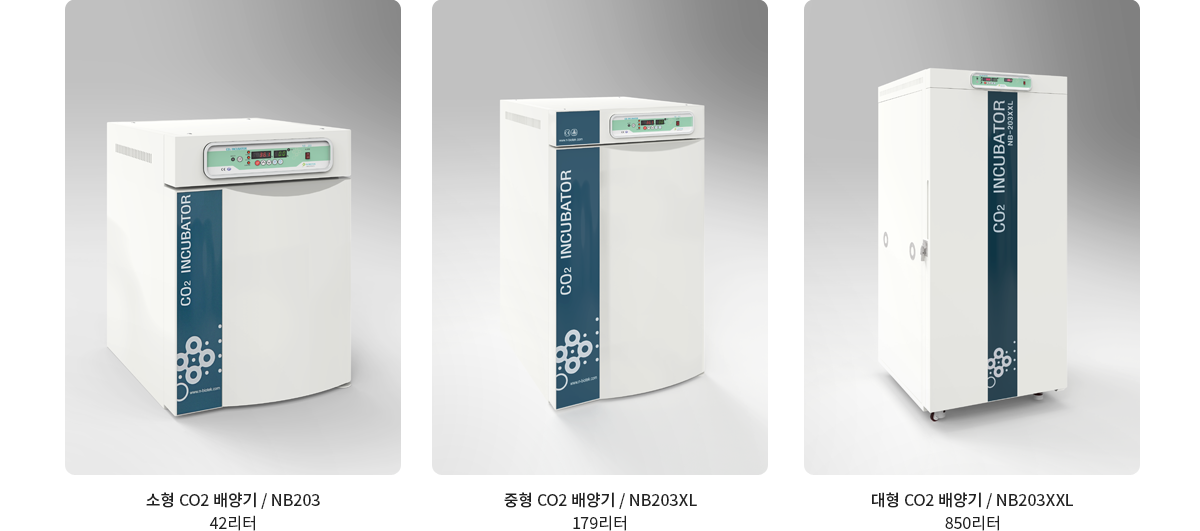 CO2 INCUBATOR
www.n-biotek.com
CO2 INCUBATOR
www.n-biotek.com
CO2 INCUBATOR
NB-203XXL
소형 CO2 배양기 / NB203
42리터
중형 CO2 배양기 / NB203XL
179리터
대형 CO2 배양기 / NB203XXL
850리터